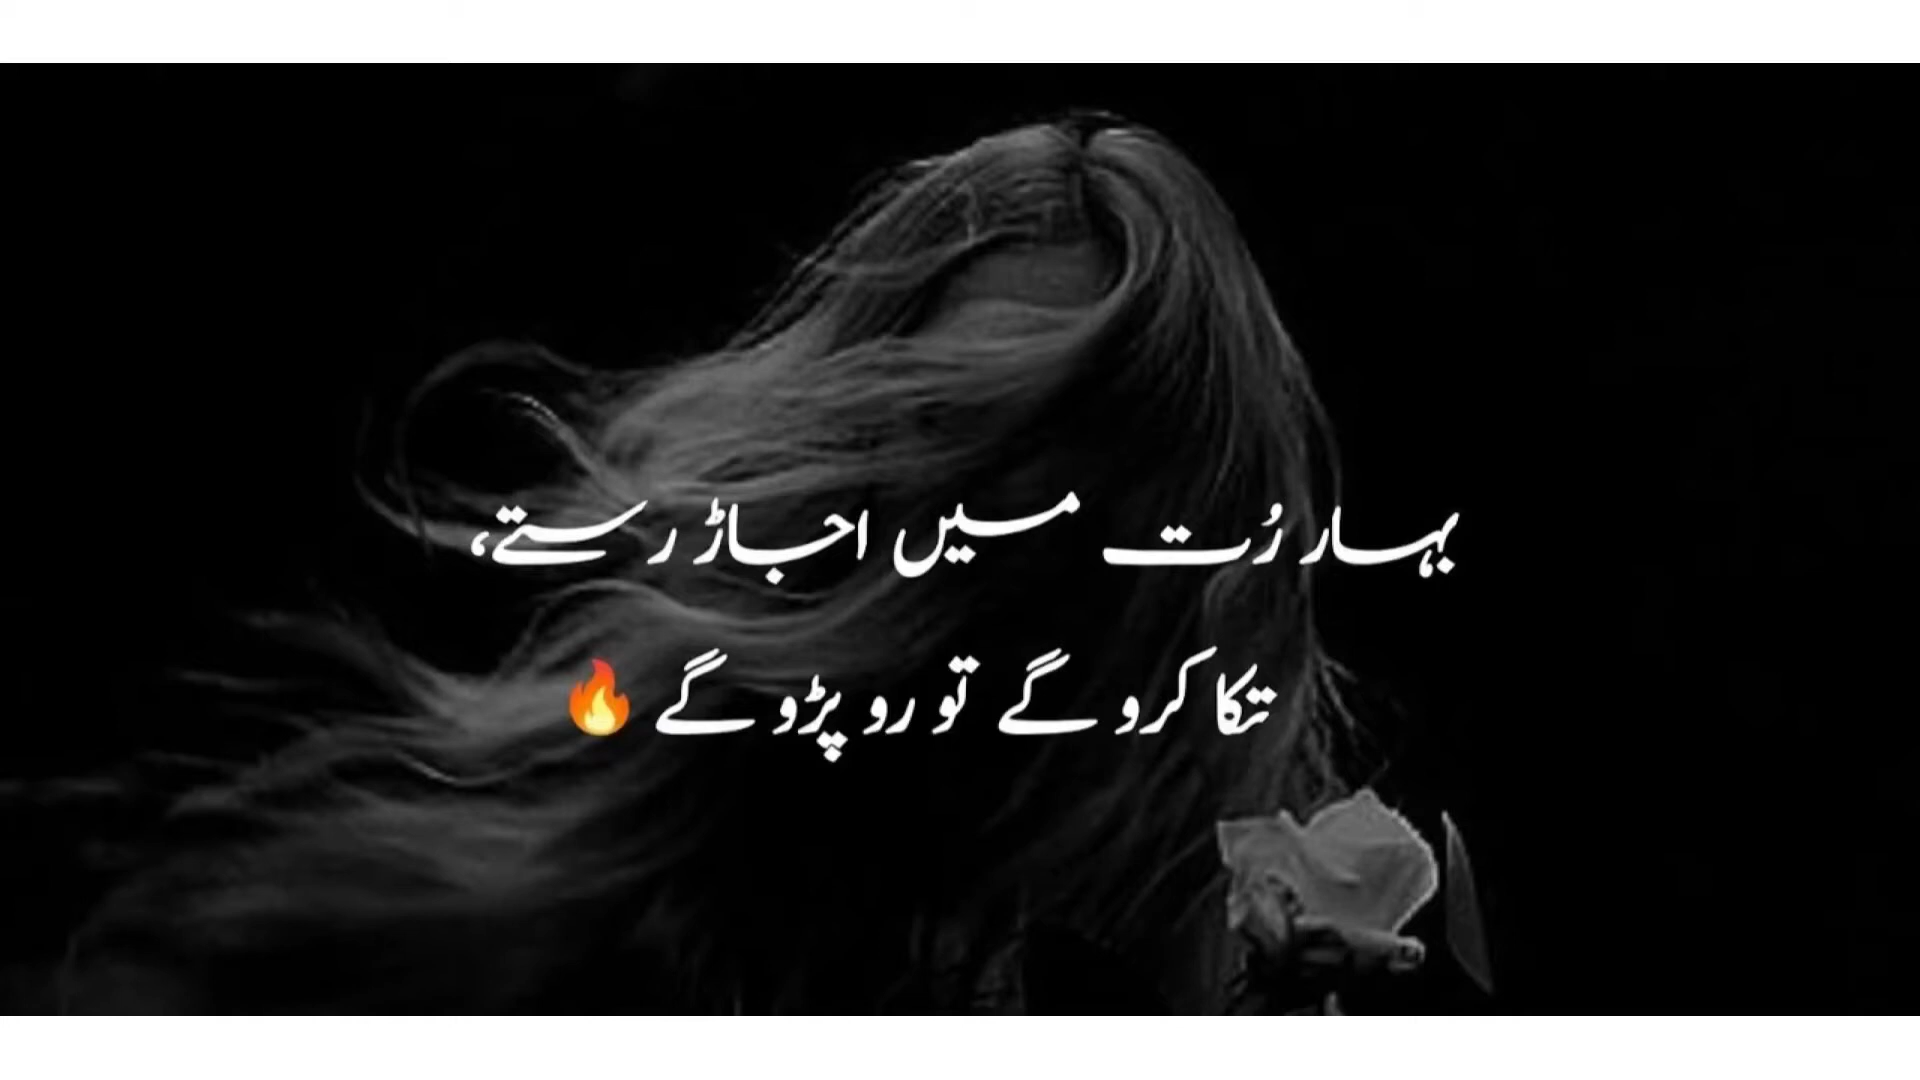 بہار رُت میں اجاڑ رستے،
تکا کرو گے تو رو پڑو گے 🔥